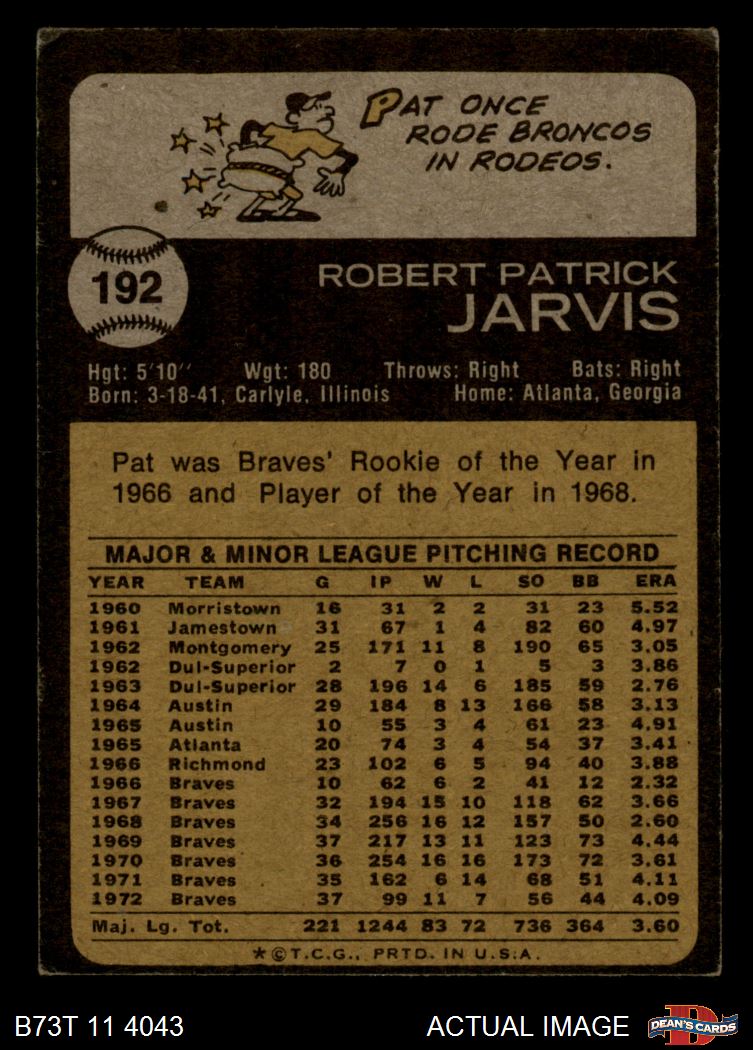 PAT ONCE
RODE BRONCOS
IN RODEOS.
192
ROBERT PATRICK
JARVIS
Hgt: 5'10" Wgt: 180 Throws: Right Bats: Right
Born: 3-18-41, Carlyle, Illinois Home: Atlanta, Georgia
Pat was Braves' Rookie of the Year in
1966 and Player of the Year in 1968.
MAJOR & MINOR LEAGUE PITCHING RECORD
YEAR TEAM G IP W L SO BB ERA
1960 Morristown 16 31 2 2 31 23 5.52
1961 Jamestown 31 67 1 4 82 60 4.97
1962 Montgomery 25 171 11 8 190 65 3.05
1962 Dul-Superior 2 7 0 1 5 3 3.86
1963 Dul-Superior 28 196 14 6 185 59 2.76
1964 Austin 29 184 8 13 166 58 3.13
1965 Austin 10 55 3 4 61 23 4.91
1965 Atlanta 20 74 3 4 54 37 3.41
1966 Richmond 23 102 6 5 94 40 3.88
1966 Braves 10 62 6 2 41 12 2.32
1967 Braves 32 194 15 10 118 62 3.66
1968 Braves 34 256 16 12 157 50 2.60
1969 Braves 37 217 13 11 123 73 4.44
1970 Braves 36 254 16 16 173 72 3.61
1971 Braves 35 162 6 14 68 51 4.11
1972 Braves 37 99 11 7 56 44 4.09
Maj. Lg. Tot. 221 1244 83 72 736 364 3.60
*©T.C.G., PRTD. IN U.S.A.
B73T 11 4043 ACTUAL IMAGE D DEAN'S CARDS